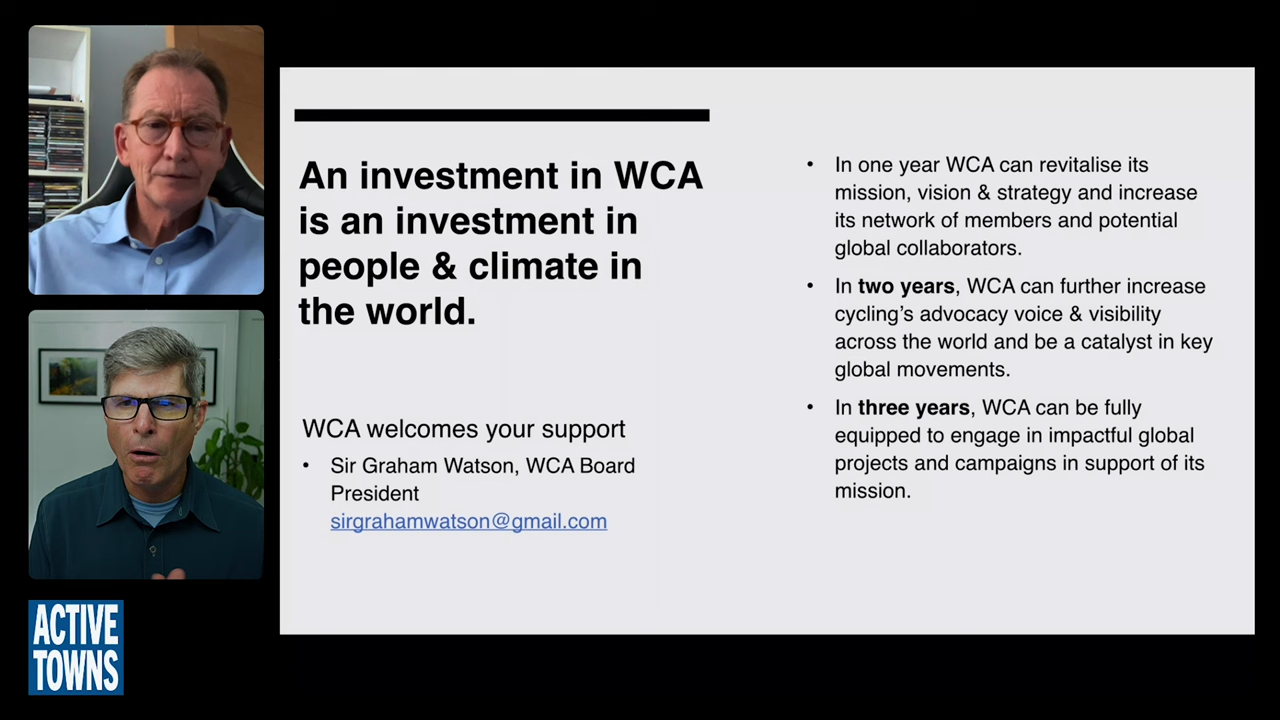 An investment in WCA
is an investment in
people & climate in
the world.
WCA welcomes your support
• Sir Graham Watson, WCA Board
President
sirgrahamwatson@gmail.com
• In one year WCA can revitalise its
mission, vision & strategy and increase
its network of members and potential
global collaborators.
• In two years, WCA can further increase
cycling’s advocacy voice & visibility
across the world and be a catalyst in key
global movements.
• In three years, WCA can be fully
equipped to engage in impactful global
projects and campaigns in support of its
mission.
ACTIVE
TOWNS